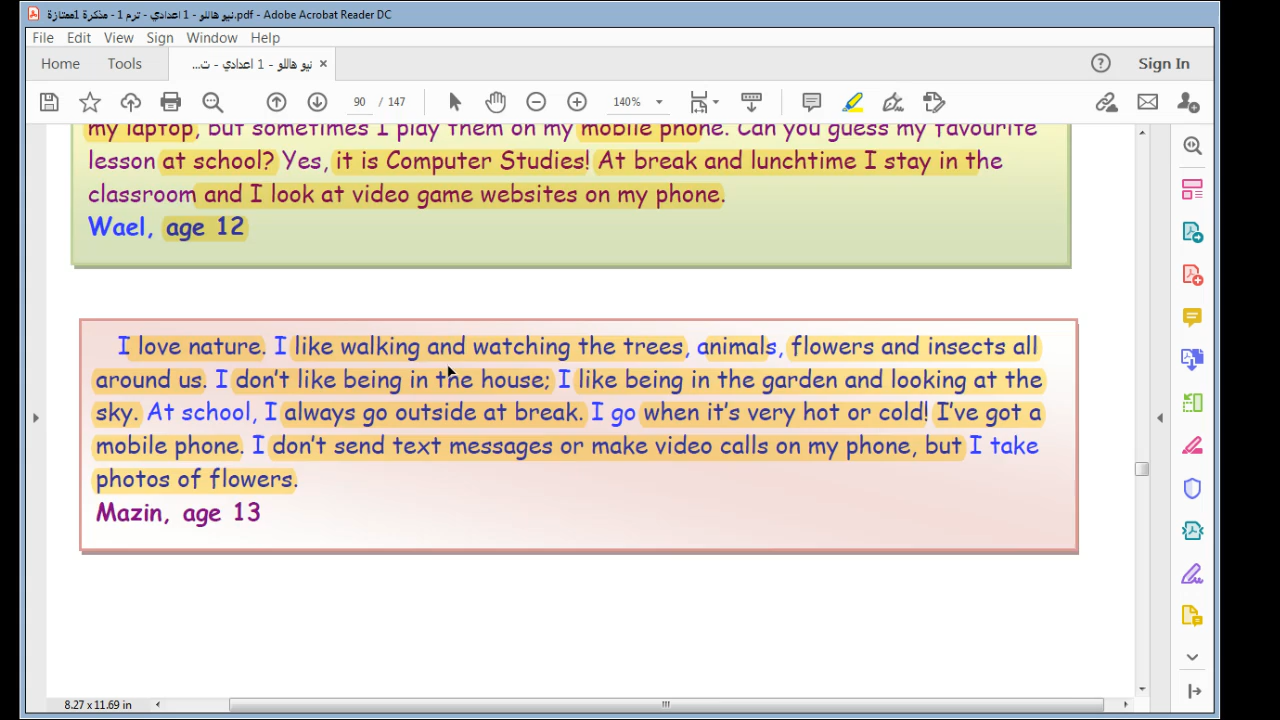 نيو هاللو - 1 اعدادي - ترم 1 - مذكرة 1ممتازة.pdf - Adobe Acrobat Reader DC
File Edit View Sign Window Help
Home Tools نيو هاللو - 1 اعدادي - ت... × Sign In
90 / 147 140%
my laptop, but sometimes I play them on my mobile phone. Can you guess my favourite
lesson at school? Yes, it is Computer Studies! At break and lunchtime I stay in the
classroom and I look at video game websites on my phone.
Wael, age 12
I love nature. I like walking and watching the trees, animals, flowers and insects all
around us. I don't like being in the house; I like being in the garden and looking at the
sky. At school, I always go outside at break. I go when it's very hot or cold! I've got a
mobile phone. I don't send text messages or make video calls on my phone, but I take
photos of flowers.
Mazin, age 13
8.27 x 11.69 in